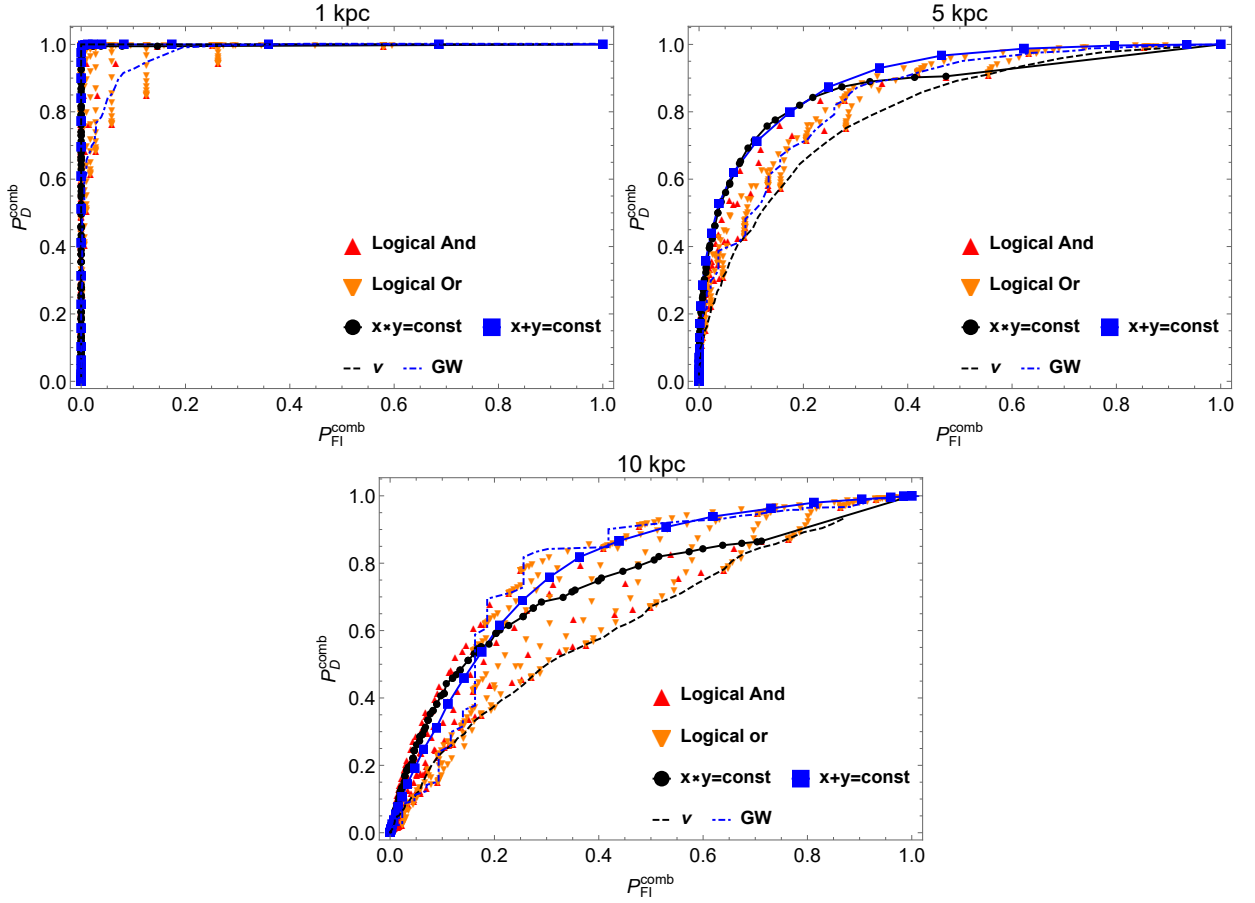 1 kpc
1.0
0.8
0.6
0.4
0.2
0.0
P_D^comb
Logical And
Logical Or
x*y=const x+y=const
ν GW
0.0 0.2 0.4 0.6 0.8 1.0
P_FI^comb
5 kpc
1.0
0.8
0.6
0.4
0.2
0.0
P_D^comb
Logical And
Logical Or
x*y=const x+y=const
ν GW
0.0 0.2 0.4 0.6 0.8 1.0
P_FI^comb
10 kpc
1.0
0.8
0.6
0.4
0.2
0.0
P_D^comb
Logical And
Logical or
x*y=const x+y=const
ν GW
0.0 0.2 0.4 0.6 0.8 1.0
P_FI^comb